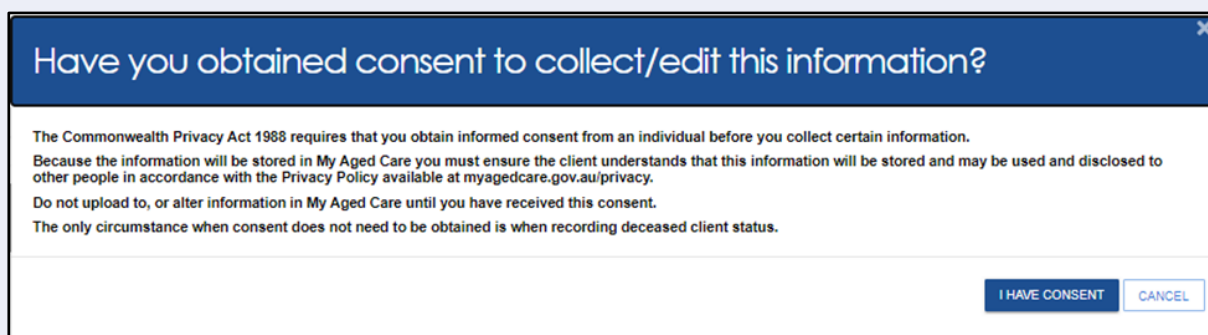 Have you obtained consent to collect/edit this information?
The Commonwealth Privacy Act 1988 requires that you obtain informed consent from an individual before you collect certain information.
Because the information will be stored in My Aged Care you must ensure the client understands that this information will be stored and may be used and disclosed to
other people in accordance with the Privacy Policy available at myagedcare.gov.au/privacy.
Do not upload to, or alter information in My Aged Care until you have received this consent.
The only circumstance when consent does not need to be obtained is when recording deceased client status.
I HAVE CONSENT CANCEL